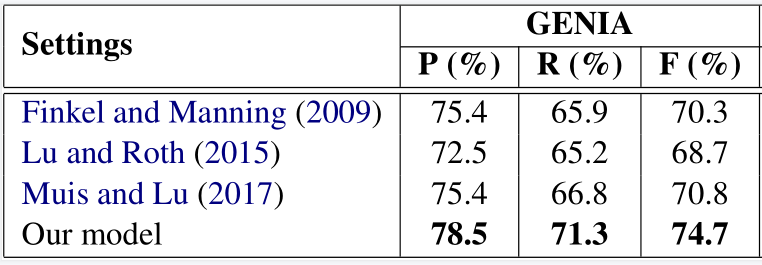 Settings GENIA
P (%) R (%) F (%)
Finkel and Manning (2009) 75.4 65.9 70.3
Lu and Roth (2015) 72.5 65.2 68.7
Muis and Lu (2017) 75.4 66.8 70.8
Our model 78.5 71.3 74.7